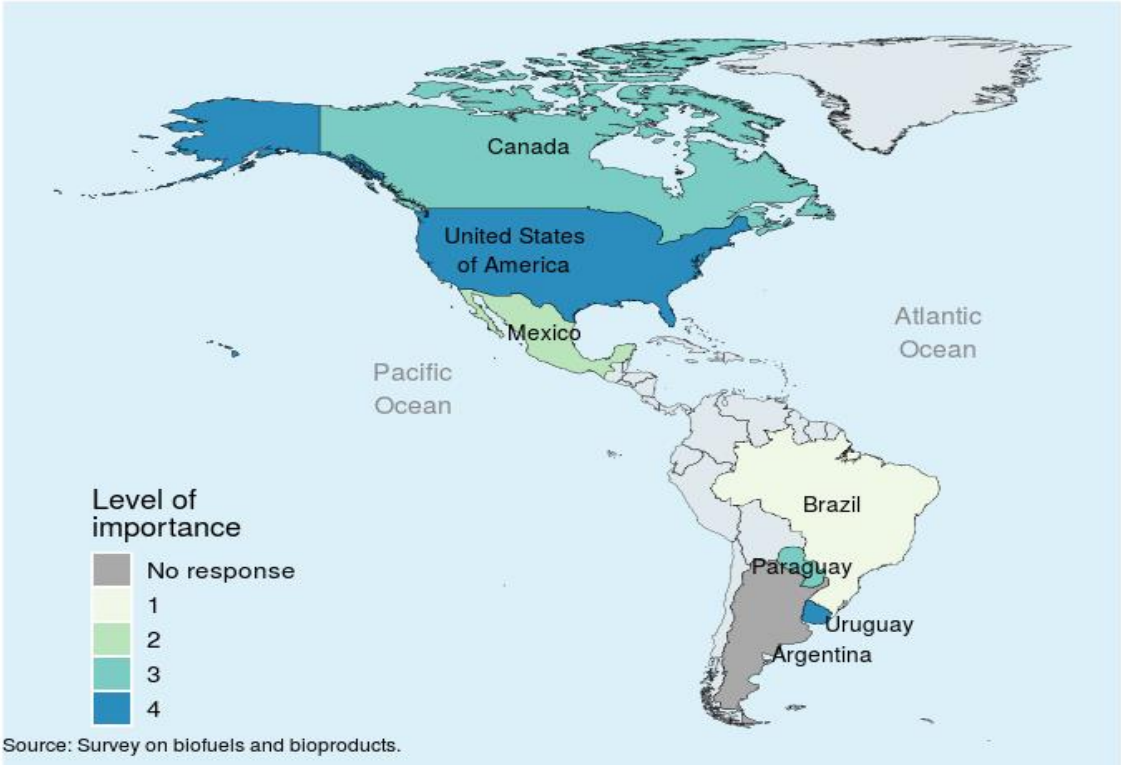 Canada
United States
of America
Mexico
Atlantic
Ocean
Pacific
Ocean
Brazil
Paraguay
Uruguay
Argentina
Level of
importance
No response
1
2
3
4
Source: Survey on biofuels and bioproducts.